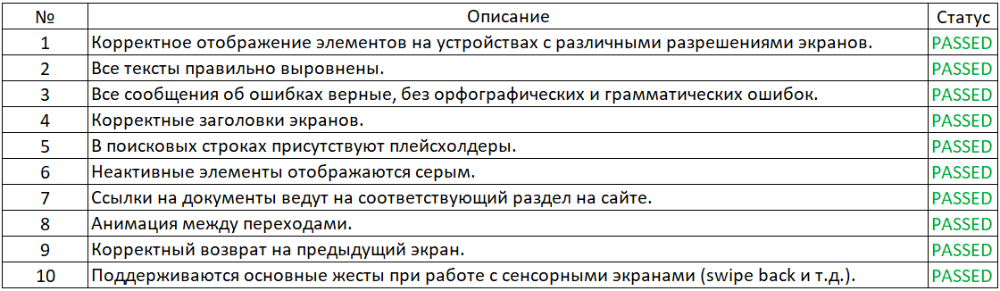 № Описание Статус
1 Корректное отображение элементов на устройствах с различными разрешениями экранов. PASSED
2 Все тексты правильно выровнены. PASSED
3 Все сообщения об ошибках верные, без орфографических и грамматических ошибок. PASSED
4 Корректные заголовки экранов. PASSED
5 В поисковых строках присутствуют плейсхолдеры. PASSED
6 Неактивные элементы отображаются серым. PASSED
7 Ссылки на документы ведут на соответствующий раздел на сайте. PASSED
8 Анимация между переходами. PASSED
9 Корректный возврат на предыдущий экран. PASSED
10 Поддерживаются основные жесты при работе с сенсорными экранами (swipe back и т.д.). PASSED